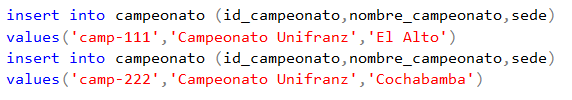 insert into campeonato (id_campeonato,nombre_campeonato,sede)
values('camp-111','Campeonato Unifranz','El Alto')
insert into campeonato (id_campeonato,nombre_campeonato,sede)
values('camp-222','Campeonato Unifranz','Cochabamba')